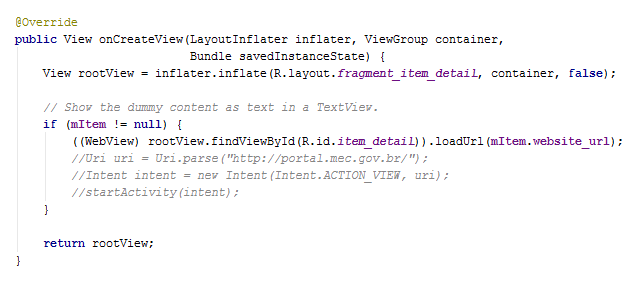 @Override
public View onCreateView(LayoutInflater inflater, ViewGroup container,
                         Bundle savedInstanceState) {
    View rootView = inflater.inflate(R.layout.fragment_item_detail, container, false);

    // Show the dummy content as text in a TextView.
    if (mItem != null) {
        ((WebView) rootView.findViewById(R.id.item_detail)).loadUrl(mItem.website_url);
        //Uri uri = Uri.parse("http://portal.mec.gov.br/");
        //Intent intent = new Intent(Intent.ACTION_VIEW, uri);
        //startActivity(intent);
    }

    return rootView;
}